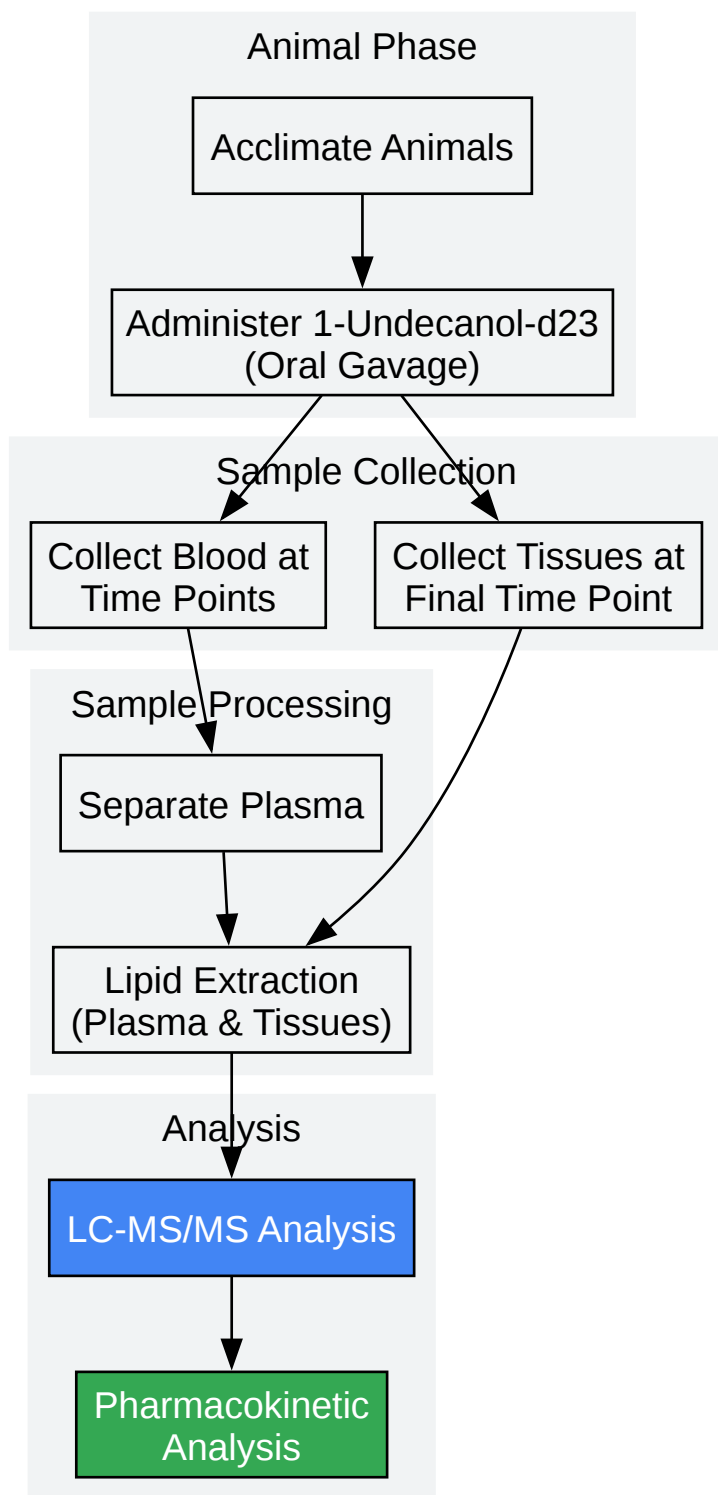 Animal Phase
Acclimate Animals
Administer 1-Undecanol-d23
(Oral Gavage)
Sample Collection
Collect Blood at
Time Points
Collect Tissues at
Final Time Point
Sample Processing
Separate Plasma
Lipid Extraction
(Plasma & Tissues)
Analysis
LC-MS/MS Analysis
Pharmacokinetic
Analysis